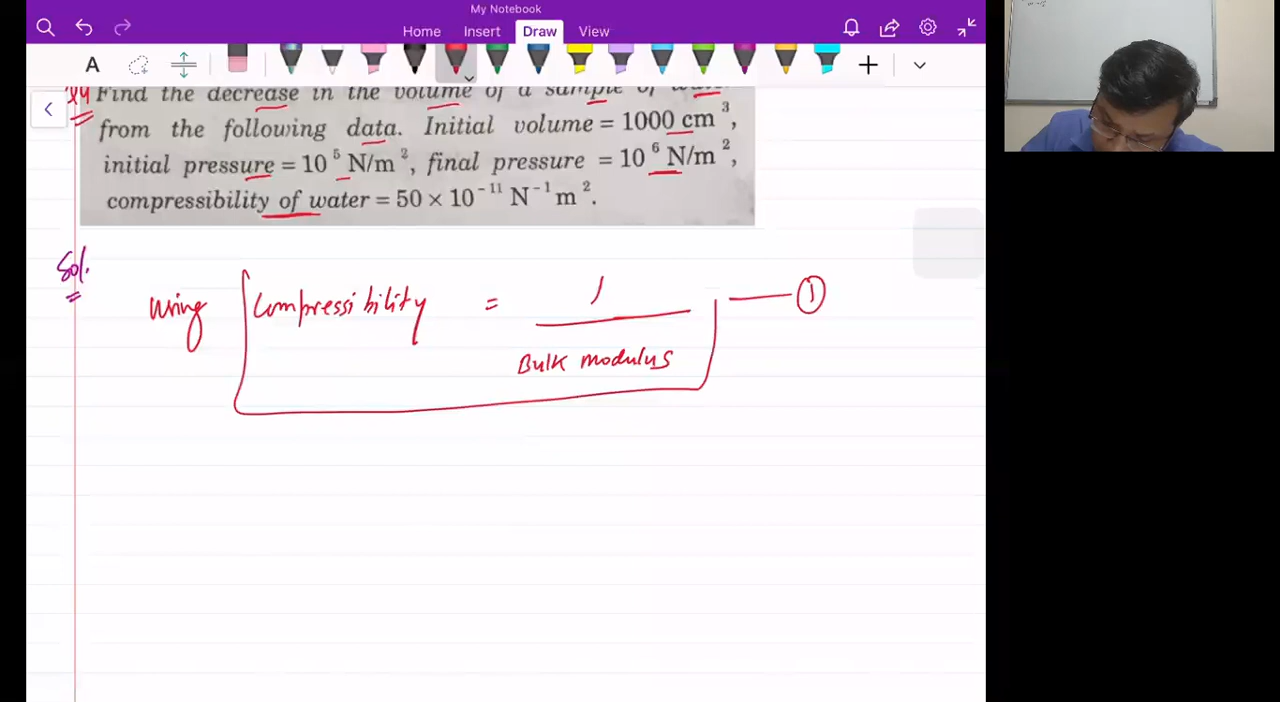 My Notebook
Home Insert Draw View
A
Find the decrease in the volume of a sample of
from the following data. Initial volume = 1000 cm³,
initial pressure = 10⁵ N/m², final pressure = 10⁶ N/m²,
compressibility of water = 50 × 10⁻¹¹ N⁻¹ m².
Sol.
using compressibility = 1 / Bulk modulus — ①